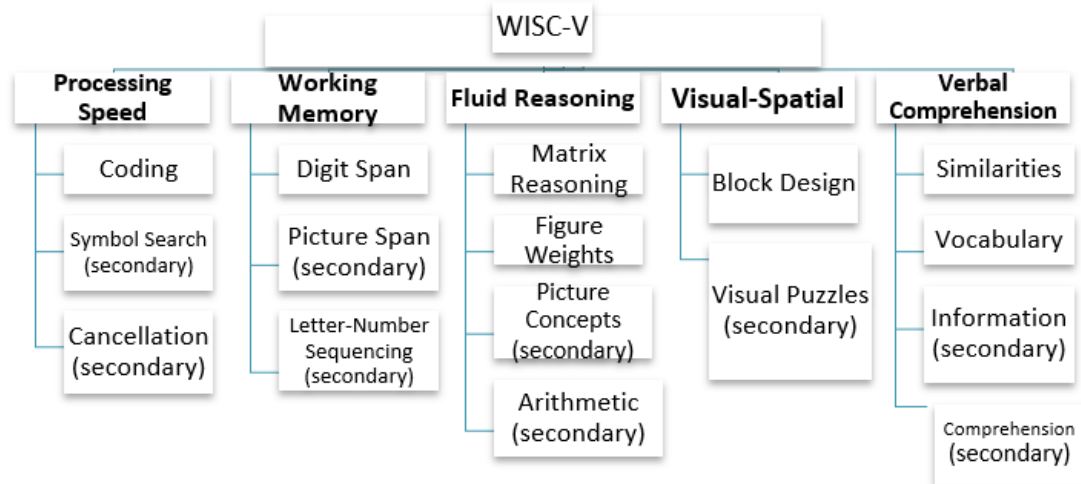 WISC-V
Processing
Speed
Coding
Symbol Search
(secondary)
Cancellation
(secondary)
Working
Memory
Digit Span
Picture Span
(secondary)
Letter-Number
Sequencing
(secondary)
Fluid Reasoning
Matrix
Reasoning
Figure
Weights
Picture
Concepts
(secondary)
Arithmetic
(secondary)
Visual-Spatial
Block Design
Visual Puzzles
(secondary)
Verbal
Comprehension
Similarities
Vocabulary
Information
(secondary)
Comprehension
(secondary)